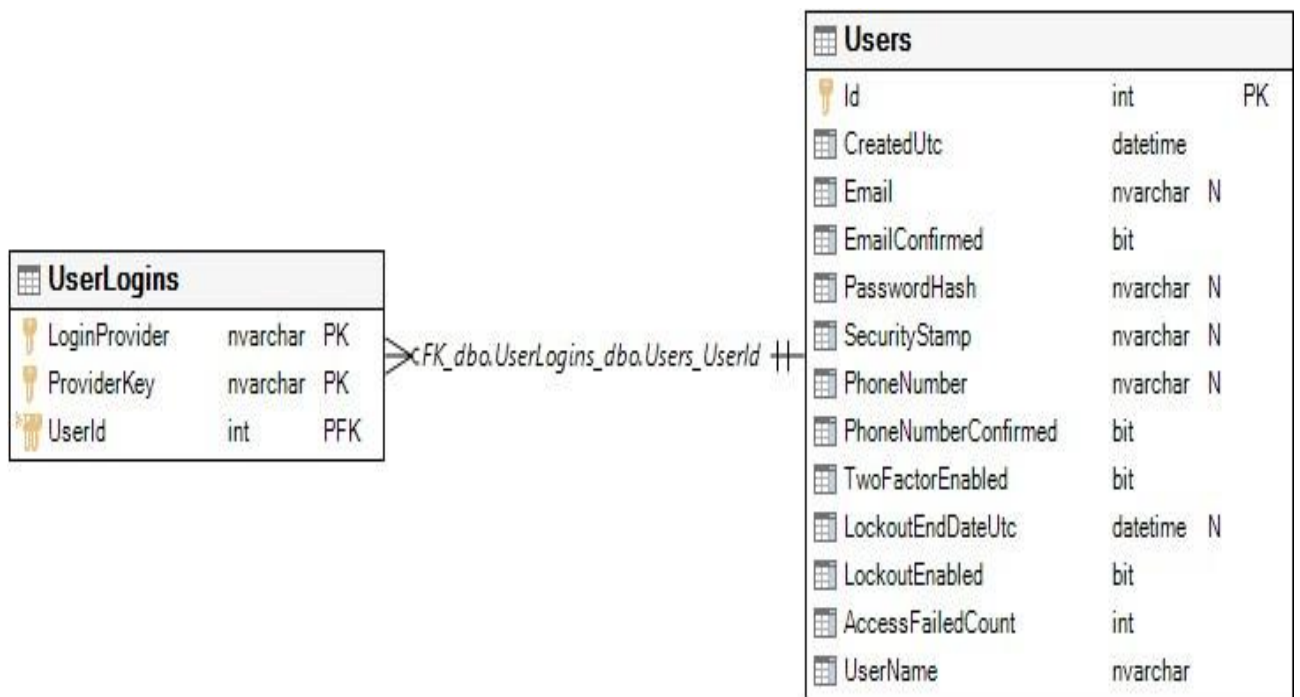 UserLogins
LoginProvider nvarchar PK
ProviderKey nvarchar PK
UserId int PFK
FK_dbo.UserLogins_dbo.Users_UserId
Users
Id int PK
CreatedUtc datetime
Email nvarchar N
EmailConfirmed bit
PasswordHash nvarchar N
SecurityStamp nvarchar N
PhoneNumber nvarchar N
PhoneNumberConfirmed bit
TwoFactorEnabled bit
LockoutEndDateUtc datetime N
LockoutEnabled bit
AccessFailedCount int
UserName nvarchar